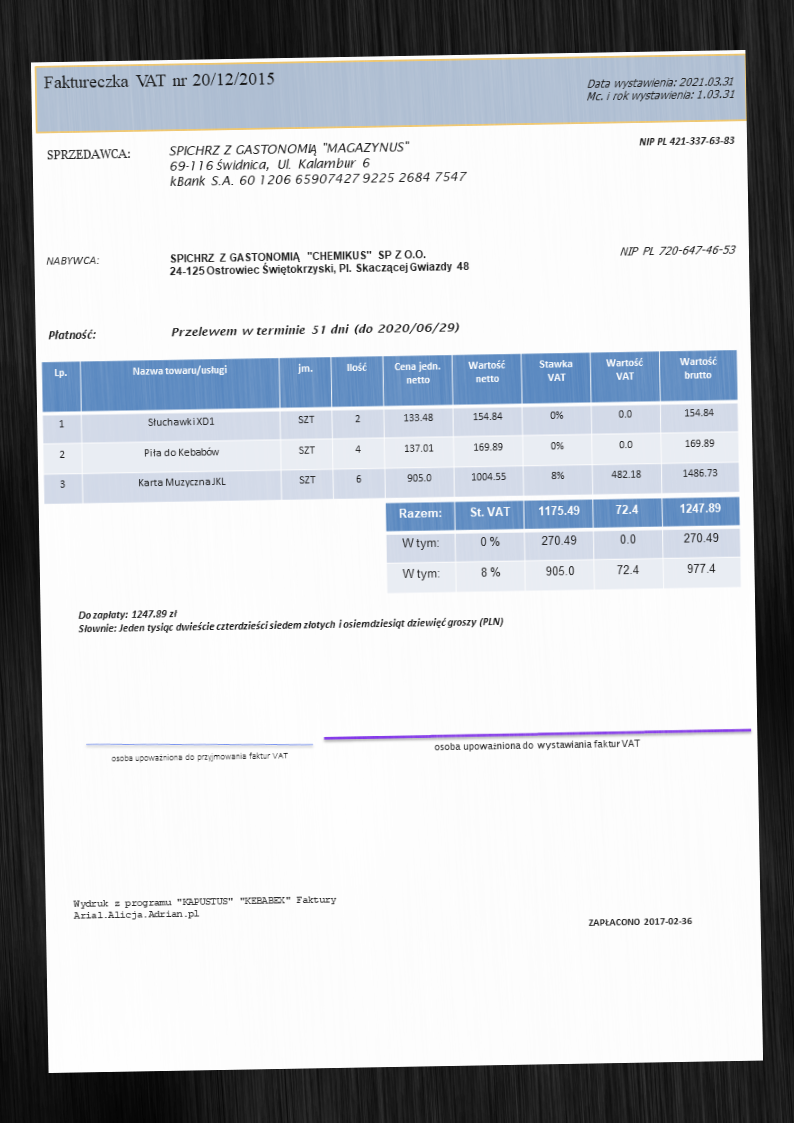 Faktureczka VAT nr 20/12/2015
Data wystawienia: 2021.03.31
Mc. i rok wystawienia: 1.03.31
SPRZEDAWCA: SPICHRZ Z GASTONOMIĄ "MAGAZYNUS" NIP PL 421-337-63-83
69-116 Świdnica, Ul. Kalambur 6
kBank S.A. 60 1206 65907427 9225 2684 7547
NABYWCA: SPICHRZ Z GASTONOMIĄ "CHEMIKUS" SP Z O.O. NIP PL 720-647-46-53
24-125 Ostrowiec Świętokrzyski, Pl. Skaczącej Gwiazdy 48
Płatność: Przelewem w terminie 51 dni (do 2020/06/29)
Lp. Nazwa towaru/usługi jm. Ilość Cena jedn. netto Wartość netto Stawka VAT Wartość VAT Wartość brutto
1 Słuchawki XD1 SZT 2 133.48 154.84 0% 0.0 154.84
2 Piła do Kebabów SZT 4 137.01 169.89 0% 0.0 169.89
3 Karta Muzyczna JKL SZT 6 905.0 1004.55 8% 482.18 1486.73
Razem: St. VAT 1175.49 72.4 1247.89
W tym: 0 % 270.49 0.0 270.49
W tym: 8 % 905.0 72.4 977.4
Do zapłaty: 1247.89 zł
Słownie: Jeden tysiąc dwieście czterdzieści siedem złotych i osiemdziesiąt dziewięć groszy (PLN)
osoba upoważniona do przyjmowania faktur VAT
osoba upoważniona do wystawiania faktur VAT
Wydruk z programu "KAPUSTUS" "KEBABEX" Faktury
Arial.Alicja.Adrian.pl
ZAPŁACONO 2017-02-36